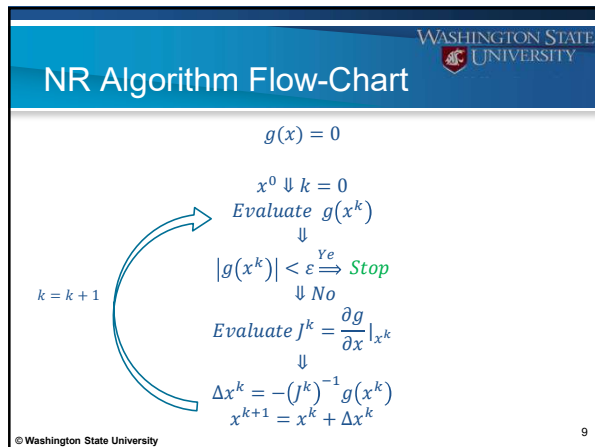 WASHINGTON STATE
UNIVERSITY
NR Algorithm Flow-Chart
g(x) = 0
x⁰ ⇓ k = 0
Evaluate g(xᵏ)
⇓
|g(xᵏ)| < ε ⇒ Ye Stop
⇓ No
k = k + 1
Evaluate Jᵏ = ∂g/∂x |ₓᵏ
⇓
Δxᵏ = −(Jᵏ)⁻¹ g(xᵏ)
xᵏ⁺¹ = xᵏ + Δxᵏ
© Washington State University
9